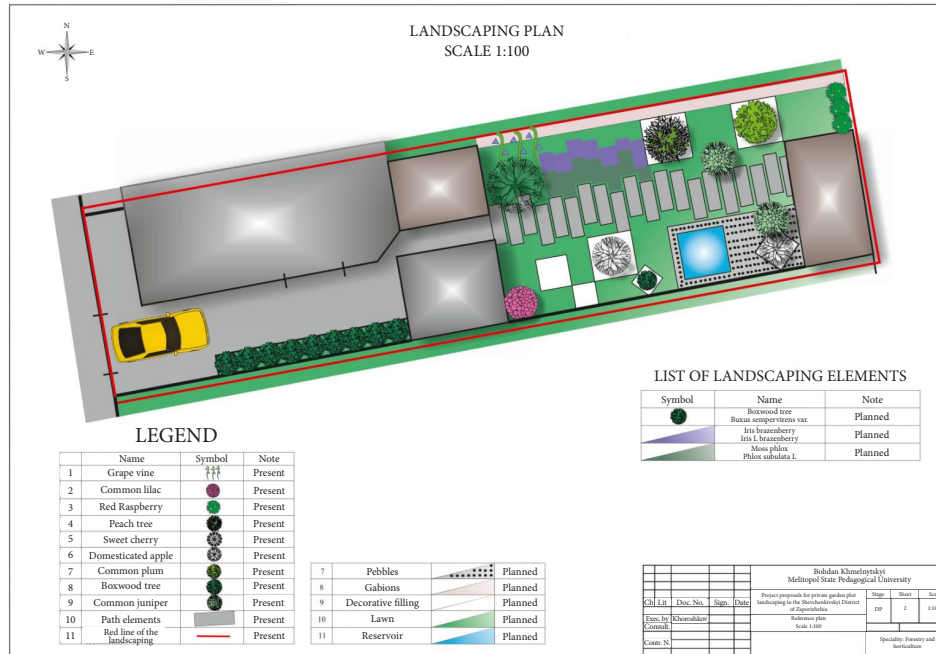 LANDSCAPING PLAN
SCALE 1:100
N
W E
S
LIST OF LANDSCAPING ELEMENTS
Symbol Name Note
Boxwood tree
Buxus sempervirens var.
Planned
Iris brazenberry
Iris L brazenberry
Planned
Moss phlox
Phlox subulata L
Planned
LEGEND
Name Symbol Note
1 Grape vine Present
2 Common lilac Present
3 Red Raspberry Present
4 Peach tree Present
5 Sweet cherry Present
6 Domesticated apple Present
7 Common plum Present
8 Boxwood tree Present
9 Common juniper Present
10 Path elements Present
11 Red line of the
landscaping
Present
7 Pebbles Planned
8 Gabions Planned
9 Decorative filling Planned
10 Lawn Planned
11 Reservoir Planned
Bohdan Khmelnytskyi
Melitopol State Pedagogical University
Ch. Lit Doc. No. Sign. Date
Exec. by Khoroshkov
Consult.
Contr. N.
Project proposals for private garden plot
landscaping in the Shevchenkivskyi District
of Zaporizhzhia
Reference plan
Scale 1:100
Stage Sheet
DP 2
Speciality: Forestry and
horticulture